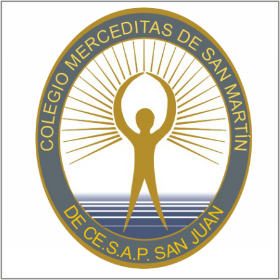 COLEGIO MERCEDITAS DE SAN MARTÍN
DE CE.S.A.P. SAN JUAN